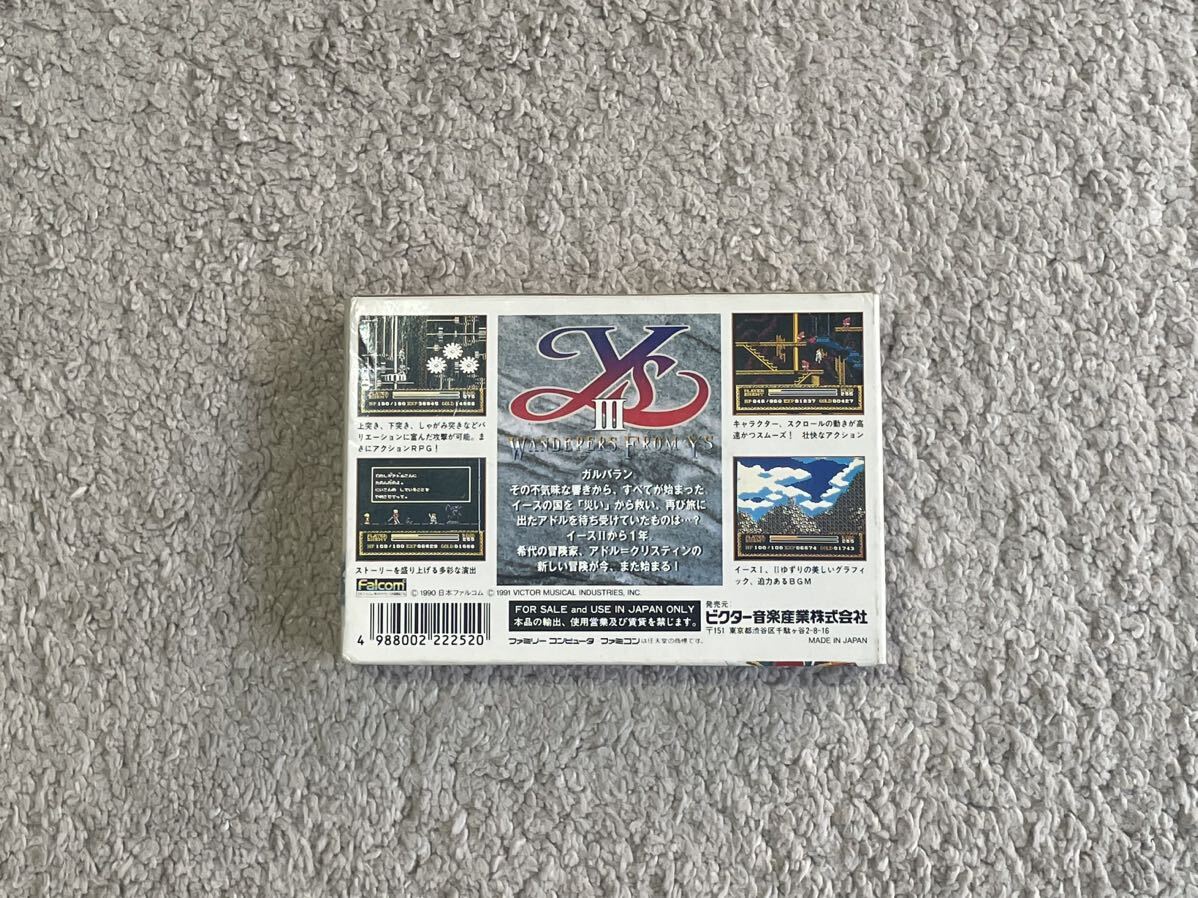 上突き、下突き、しゃがみ突きなどバ
リエーションに富んだ攻撃が可能。ま
さにアクションRPG！
ストーリーを盛り上げる多彩な演出
YS
III
WANDERERS FROM YS
ガルバラン
その不気味な響きから、すべてが始まった
イースの国を「災い」から救い、再び旅に
出たアドルを待ち受けていたものは…?
イースIIから1年
希代の冒険家、アドル=クリスティンの
新しい冒険が今、また始まる！
キャラクター、スクロールの動きが高
速かつスムーズ！ 壮快なアクション
イースI、IIゆずりの美しいグラフィ
ック、迫力あるBGM
Falcom
© 1990 日本ファルコム © 1991 VICTOR MUSICAL INDUSTRIES, INC.
4 988002 222520
FOR SALE and USE IN JAPAN ONLY
本品の輸出、使用営業及び賃貸を禁じます。
ファミリーコンピュータ ファミコンは任天堂の商標です。
発売元
ビクター音楽産業株式会社
〒151 東京都渋谷区千駄ヶ谷2-8-16
MADE IN JAPAN